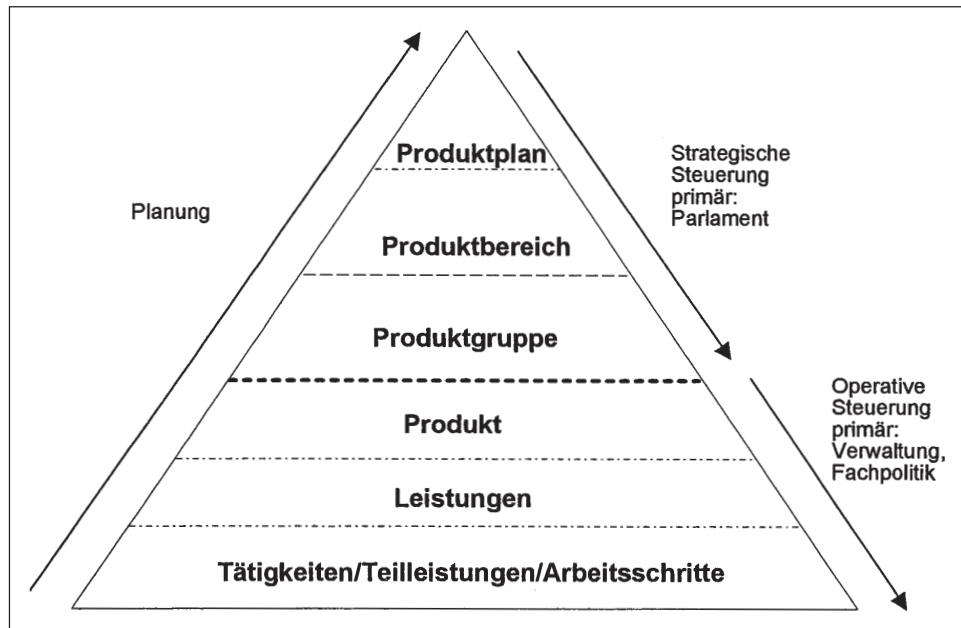 Produktplan
Strategische
Steuerung
primär:
Parlament
Planung
Produktbereich
Produktgruppe
Operative
Steuerung
primär:
Verwaltung,
Fachpolitik
Produkt
Leistungen
Tätigkeiten/Teilleistungen/Arbeitsschritte